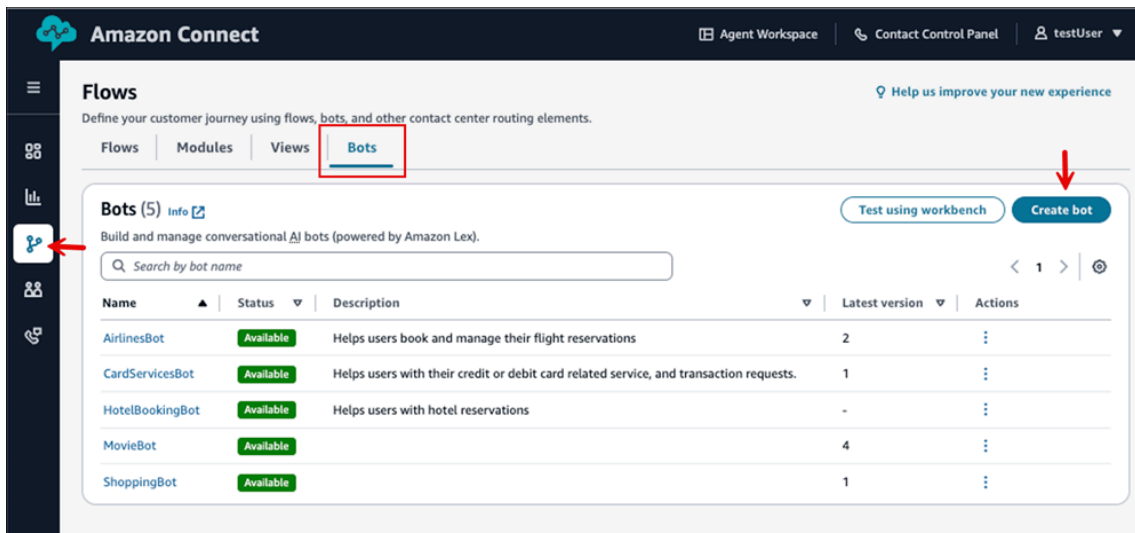 Amazon Connect
Agent Workspace
Contact Control Panel
testUser
Flows
Help us improve your new experience
Define your customer journey using flows, bots, and other contact center routing elements.
Flows Modules Views Bots
Bots (5) Info
Test using workbench
Create bot
Build and manage conversational AI bots (powered by Amazon Lex).
Search by bot name
1
Name Status Description Latest version Actions
AirlinesBot Available Helps users book and manage their flight reservations 2
CardServicesBot Available Helps users with their credit or debit card related service, and transaction requests. 1
HotelBookingBot Available Helps users with hotel reservations -
MovieBot Available 4
ShoppingBot Available 1